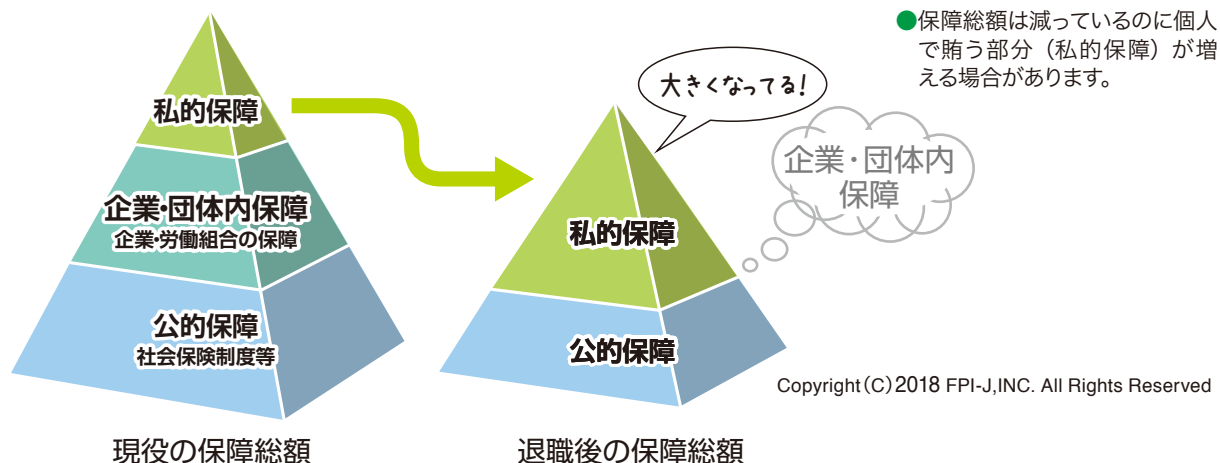 ●保障総額は減っているのに個人
で賄う部分（私的保障）が増
える場合があります。
大きくなってる!
私的保障
企業・団体内保障
企業・労働組合の保障
公的保障
社会保険制度等
企業・団体内
保障
私的保障
公的保障
Copyright(C)2018 FPI-J,INC. All Rights Reserved
現役の保障総額
退職後の保障総額